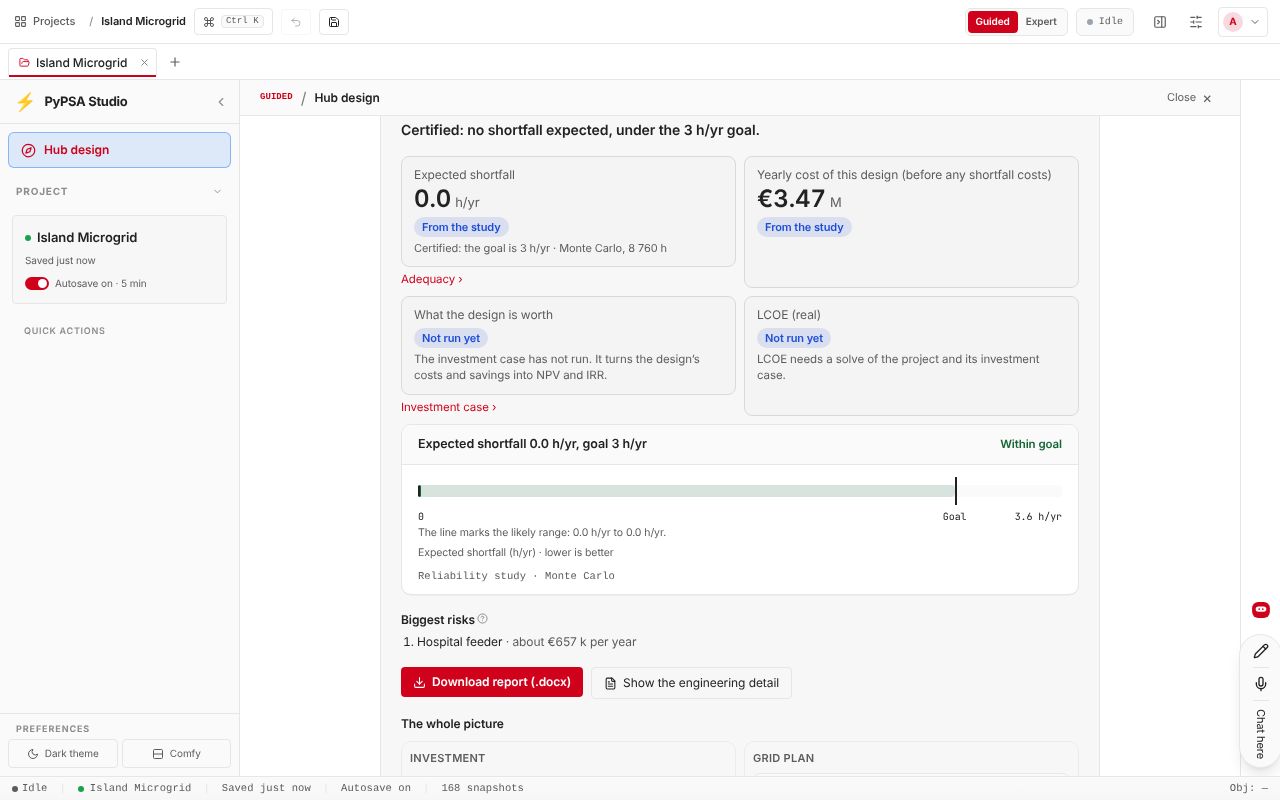 Projects / Island Microgrid ⌘ Ctrl K Guided Expert Idle A
Island Microgrid
PyPSA Studio
GUIDED / Hub design Close
Hub design
PROJECT
Island Microgrid
Saved just now
Autosave on · 5 min
QUICK ACTIONS
PREFERENCES
Dark theme Comfy
Certified: no shortfall expected, under the 3 h/yr goal.
Expected shortfall
0.0 h/yr
From the study
Certified: the goal is 3 h/yr · Monte Carlo, 8 760 h
Adequacy ›
Yearly cost of this design (before any shortfall costs)
€3.47 M
From the study
What the design is worth
Not run yet
The investment case has not run. It turns the design's
costs and savings into NPV and IRR.
Investment case ›
LCOE (real)
Not run yet
LCOE needs a solve of the project and its investment
case.
Expected shortfall 0.0 h/yr, goal 3 h/yr Within goal
0 Goal 3.6 h/yr
The line marks the likely range: 0.0 h/yr to 0.0 h/yr.
Expected shortfall (h/yr) · lower is better
Reliability study · Monte Carlo
Biggest risks
1. Hospital feeder · about €657 k per year
Download report (.docx) Show the engineering detail
The whole picture
INVESTMENT GRID PLAN
Chat here
Idle Island Microgrid Saved just now Autosave on 168 snapshots Obj: —